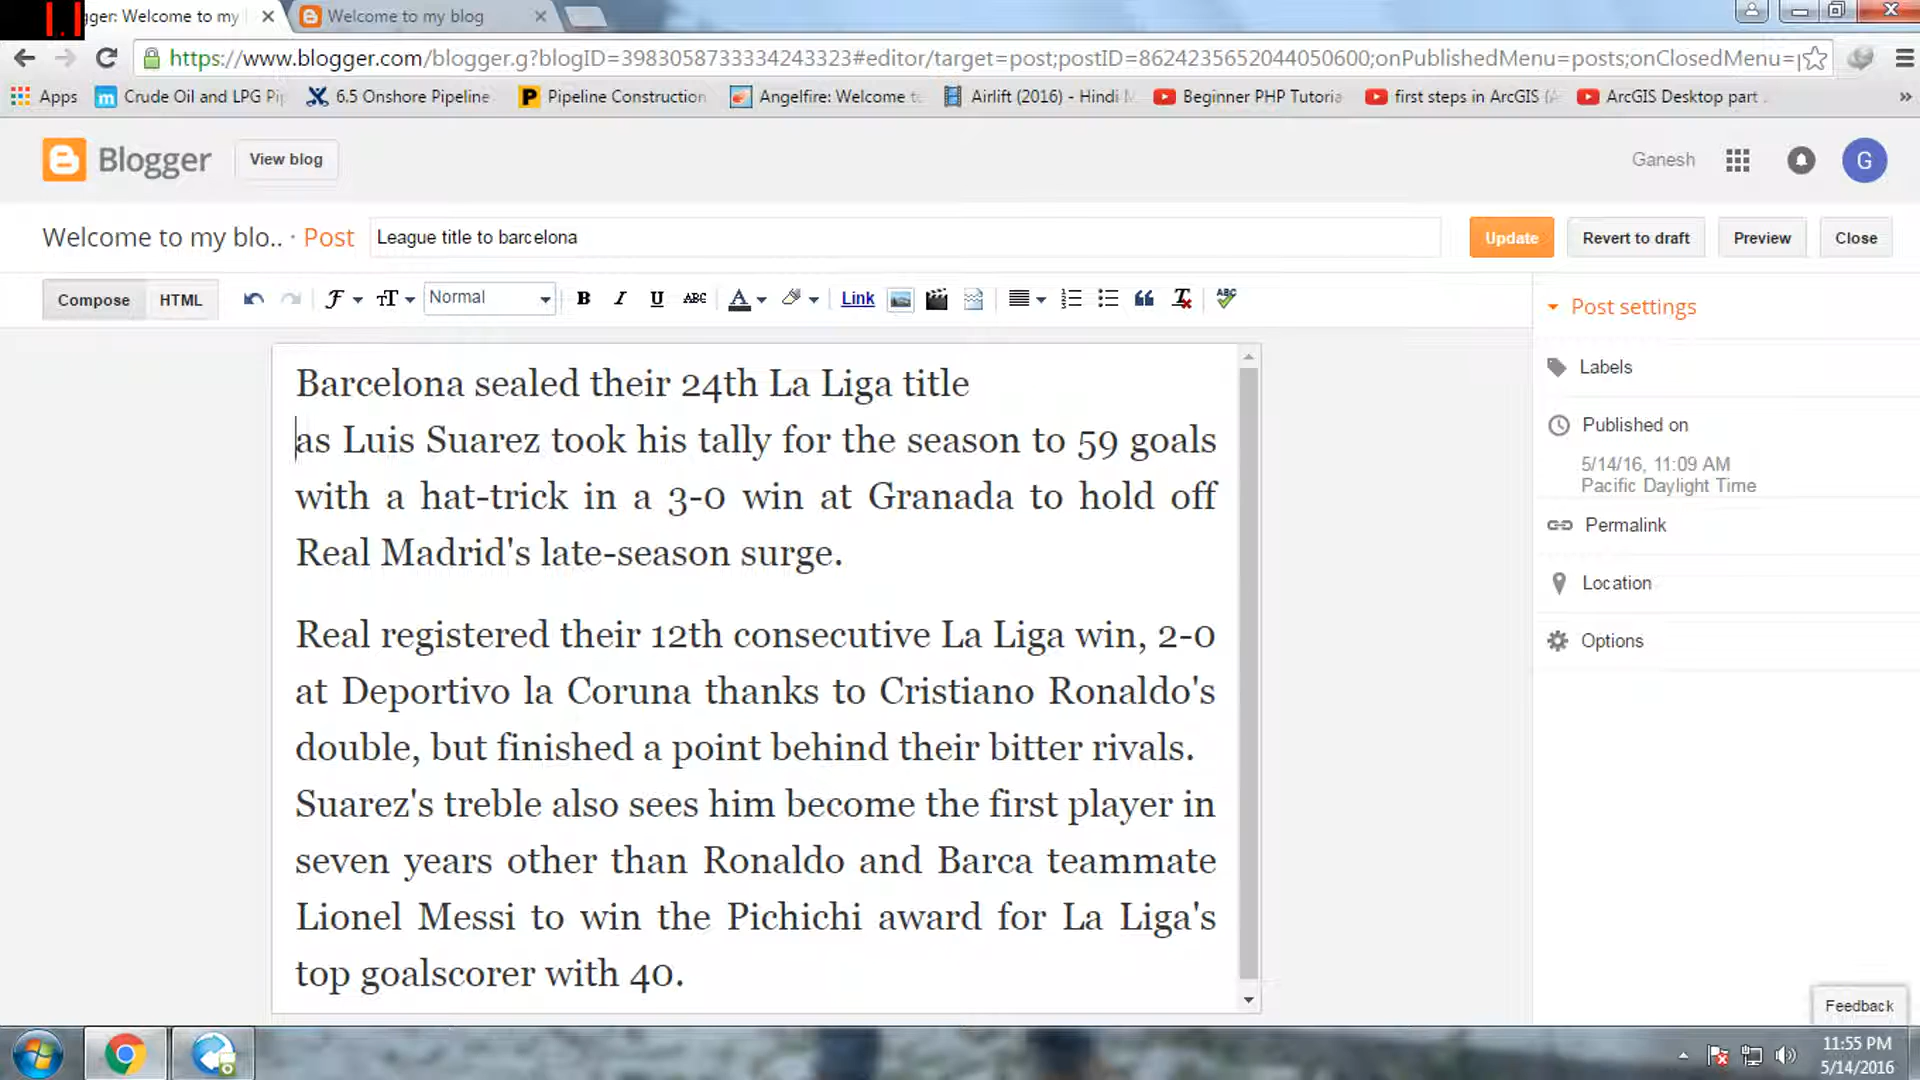 gger: Welcome to my
Welcome to my blog
https://www.blogger.com/blogger.g?blogID=3983058733334243323#editor/target=post;postID=8624235652044050600;onPublishedMenu=posts;onClosedMenu=p
Apps
Crude Oil and LPG Pi
6.5 Onshore Pipeline
Pipeline Construction
Angelfire: Welcome t
Airlift (2016) - Hindi
Beginner PHP Tutoria
first steps in ArcGIS (
ArcGIS Desktop part
»
Blogger
View blog
Ganesh
G
Welcome to my blo.. · Post
League title to barcelona
Update
Revert to draft
Preview
Close
Compose
HTML
Normal
B
I
U
ABC
A
Link
ABC
Post settings
Labels
Published on
5/14/16, 11:09 AM
Pacific Daylight Time
Permalink
Location
Options
Barcelona sealed their 24th La Liga title
as Luis Suarez took his tally for the season to 59 goals
with a hat-trick in a 3-0 win at Granada to hold off
Real Madrid's late-season surge.
Real registered their 12th consecutive La Liga win, 2-0
at Deportivo la Coruna thanks to Cristiano Ronaldo's
double, but finished a point behind their bitter rivals.
Suarez's treble also sees him become the first player in
seven years other than Ronaldo and Barca teammate
Lionel Messi to win the Pichichi award for La Liga's
top goalscorer with 40.
Feedback
11:55 PM
5/14/2016